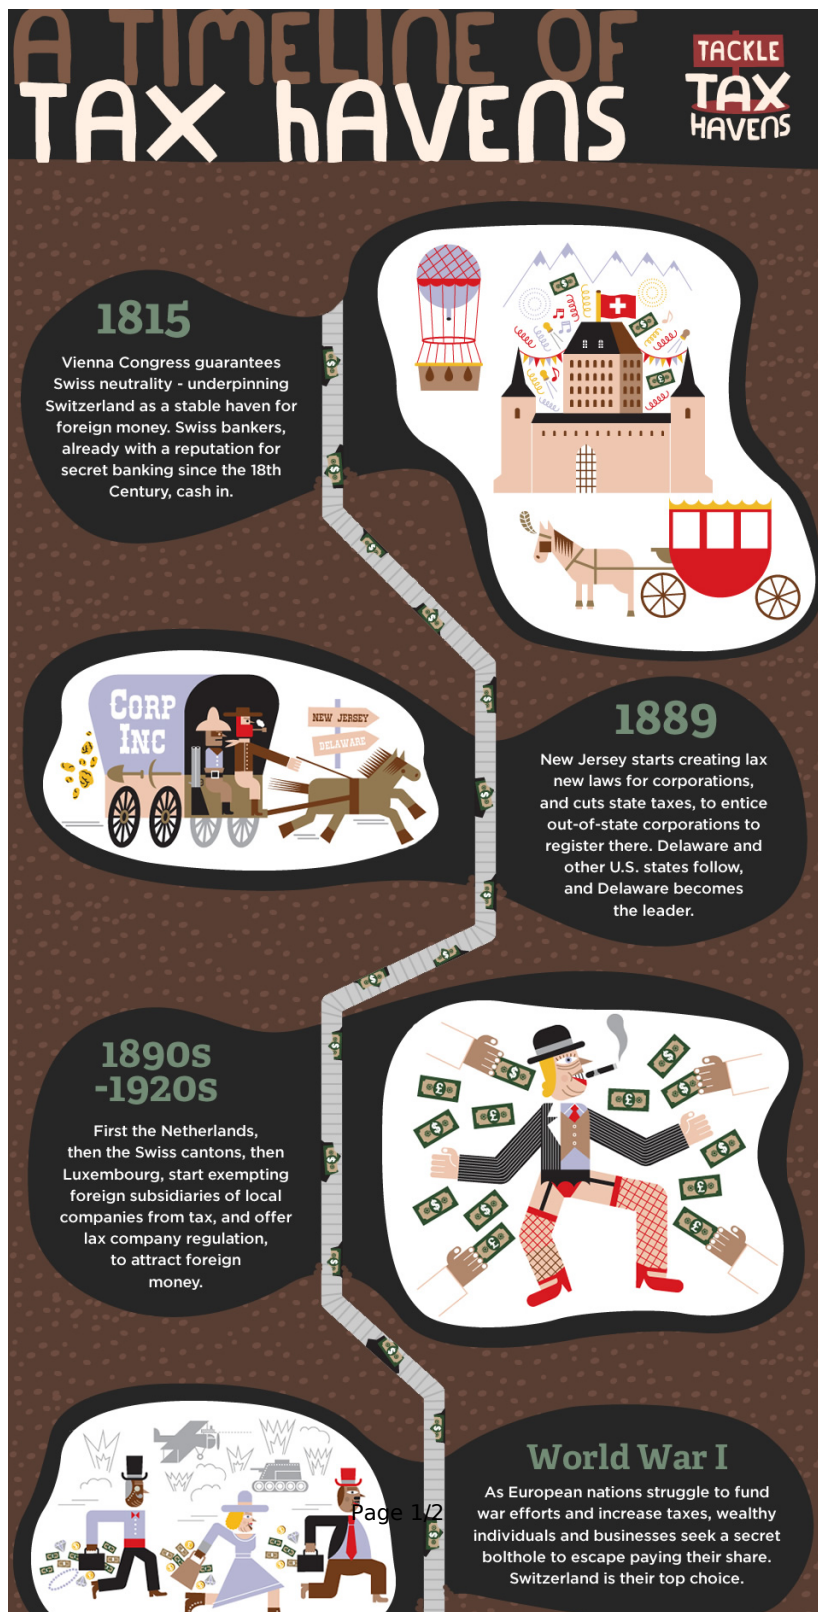 A TIMELINE OF
TAX hAVENS
TACKLE
TAX
HAVENS
1815
Vienna Congress guarantees
Swiss neutrality - underpinning
Switzerland as a stable haven for
foreign money. Swiss bankers,
already with a reputation for
secret banking since the 18th
Century, cash in.
CORP
INC
NEW JERSEY
DELAWARE
1889
New Jersey starts creating lax
new laws for corporations,
and cuts state taxes, to entice
out-of-state corporations to
register there. Delaware and
other U.S. states follow,
and Delaware becomes
the leader.
1890s
-1920s
First the Netherlands,
then the Swiss cantons, then
Luxembourg, start exempting
foreign subsidiaries of local
companies from tax, and offer
lax company regulation,
to attract foreign
money.
World War I
As European nations struggle to fund
war efforts and increase taxes, wealthy
individuals and businesses seek a secret
bolthole to escape paying their share.
Switzerland is their top choice.
Page 1/2